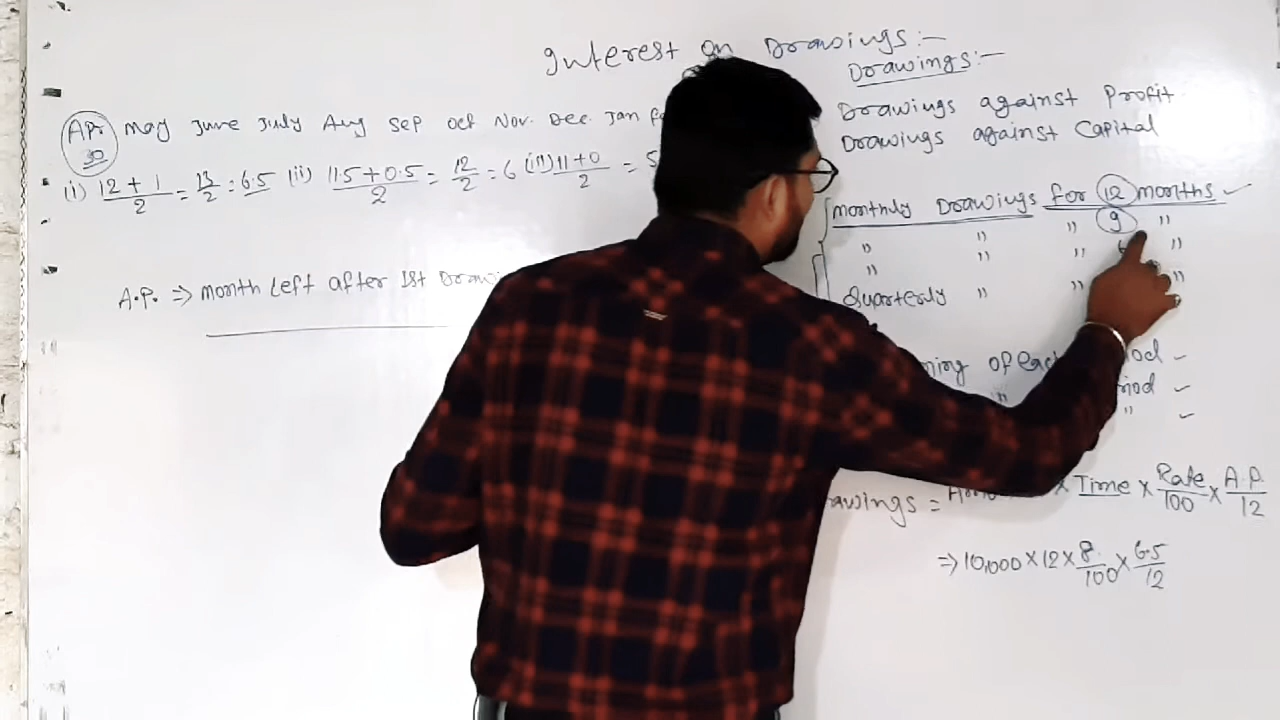 Interest on Drawings:-
Drawings:-
Apr May June July Aug Sep Oct Nov. Dec. Jan
30
(i) 12 + 1 / 2 = 13 / 2 = 6.5 (ii) 11.5 + 0.5 / 2 = 12 / 2 = 6 (iii) 11 + 0 / 2 = 5
A.P. ⇒ month Left after 1st
Drawings against Profit
Drawings against Capital
monthly Drawings for 12 months ✓
" " " 9 "
" " " "
Quarterly " " "
of
"
= × Time × Rate/100 × A.P./12
⇒ 10,000 × 12 × 8/100 × 6.5/12